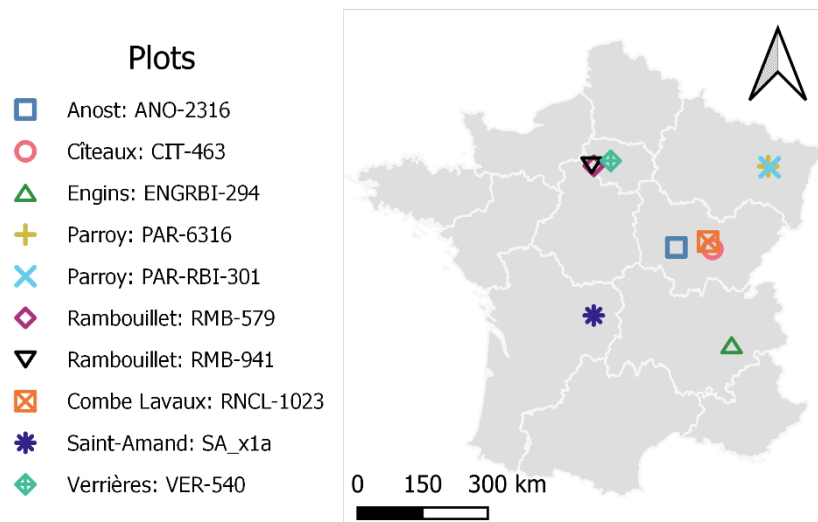 Plots
Anost: ANO-2316
Cîteaux: CIT-463
Engins: ENGRBI-294
Parroy: PAR-6316
Parroy: PAR-RBI-301
Rambouillet: RMB-579
Rambouillet: RMB-941
Combe Lavaux: RNCL-1023
Saint-Amand: SA_x1a
Verrières: VER-540
0 150 300 km